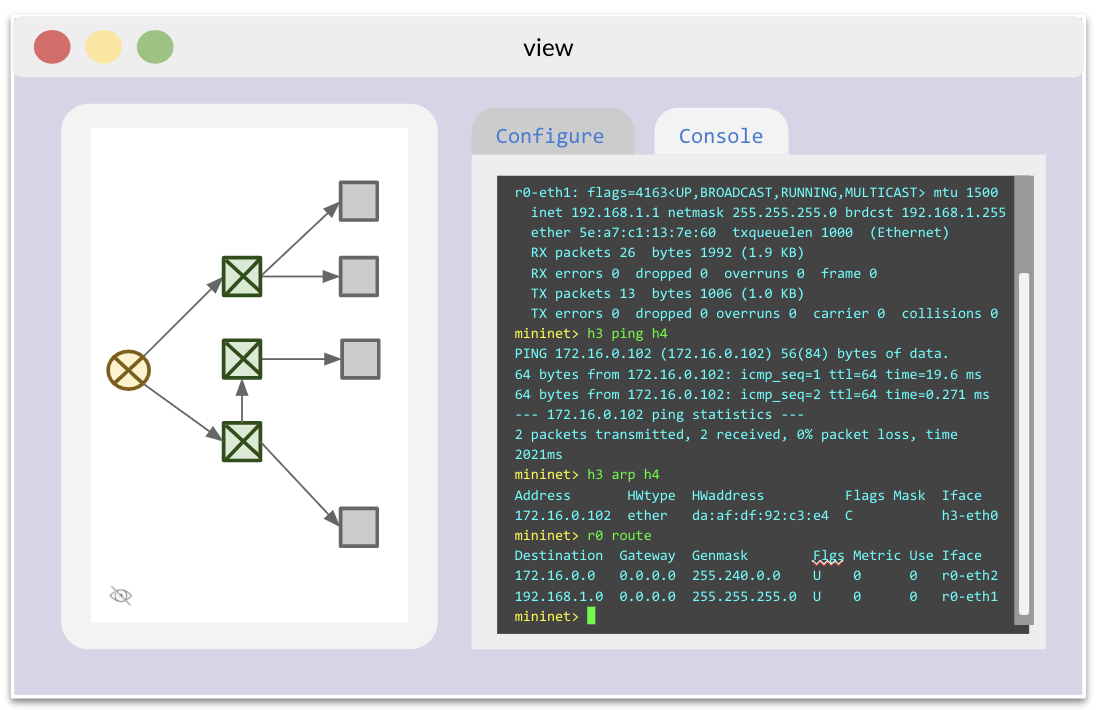 view
Configure
Console
r0-eth1: flags=4163<UP,BROADCAST,RUNNING,MULTICAST> mtu 1500
  inet 192.168.1.1 netmask 255.255.255.0 brdcst 192.168.1.255
  ether 5e:a7:c1:13:7e:60  txqueuelen 1000  (Ethernet)
  RX packets 26  bytes 1992 (1.9 KB)
  RX errors 0  dropped 0  overruns 0  frame 0
  TX packets 13  bytes 1006 (1.0 KB)
  TX errors 0  dropped 0 overruns 0  carrier 0  collisions 0
mininet> h3 ping h4
PING 172.16.0.102 (172.16.0.102) 56(84) bytes of data.
64 bytes from 172.16.0.102: icmp_seq=1 ttl=64 time=19.6 ms
64 bytes from 172.16.0.102: icmp_seq=2 ttl=64 time=0.271 ms
--- 172.16.0.102 ping statistics ---
2 packets transmitted, 2 received, 0% packet loss, time
2021ms
mininet> h3 arp h4
Address       HWtype  HWaddress          Flags Mask  Iface
172.16.0.102  ether   da:af:df:92:c3:e4  C           h3-eth0
mininet> r0 route
Destination  Gateway  Genmask        Flgs Metric Use Iface
172.16.0.0   0.0.0.0  255.240.0.0    U    0      0   r0-eth2
192.168.1.0  0.0.0.0  255.255.255.0  U    0      0   r0-eth1
mininet>